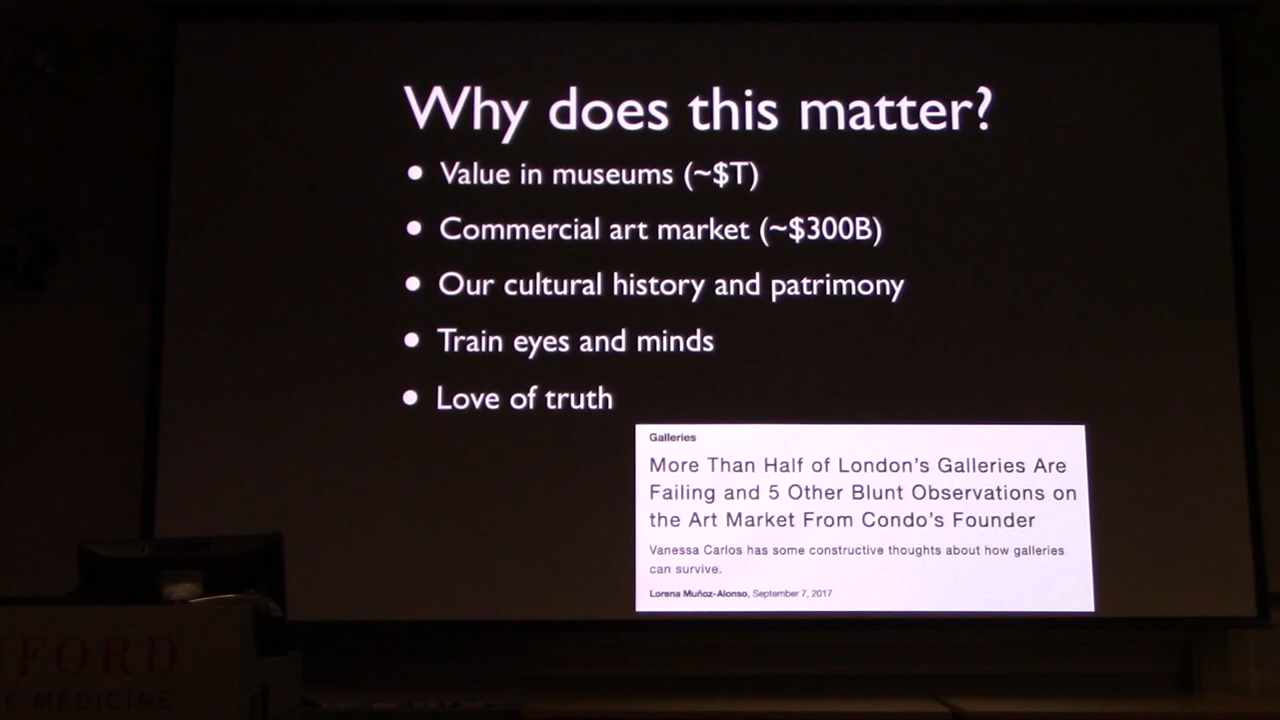 Why does this matter?
• Value in museums (~$T)
• Commercial art market (~$300B)
• Our cultural history and patrimony
• Train eyes and minds
• Love of truth
Galleries
More Than Half of London's Galleries Are
Failing and 5 Other Blunt Observations on
the Art Market From Condo's Founder
Vanessa Carlos has some constructive thoughts about how galleries
can survive.
Lorena Muñoz-Alonso, September 7, 2017
NFORD
F MEDICINE